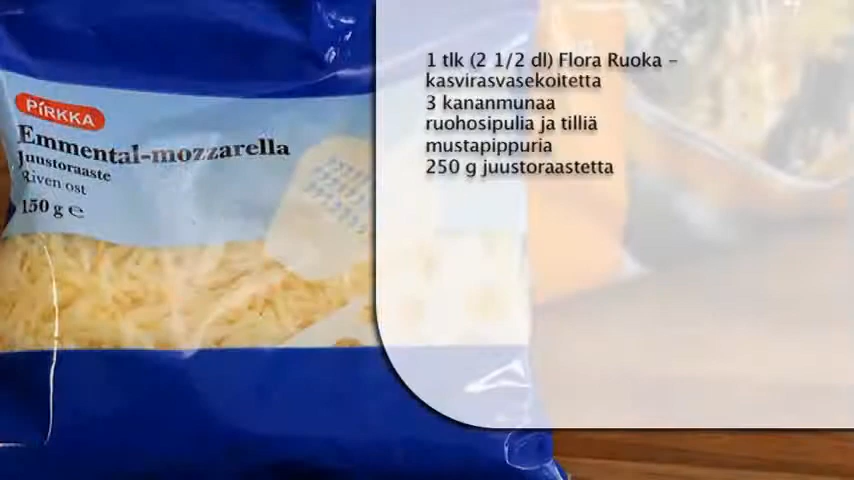 1 tlk (2 1/2 dl) Flora Ruoka -
kasvirasvasekoitetta
3 kananmunaa
ruohosipulia ja tilliä
mustapippuria
250 g juustoraastetta
PIRKKA
Emmental-mozzarella
Juustoraaste
Riven ost
150 g e